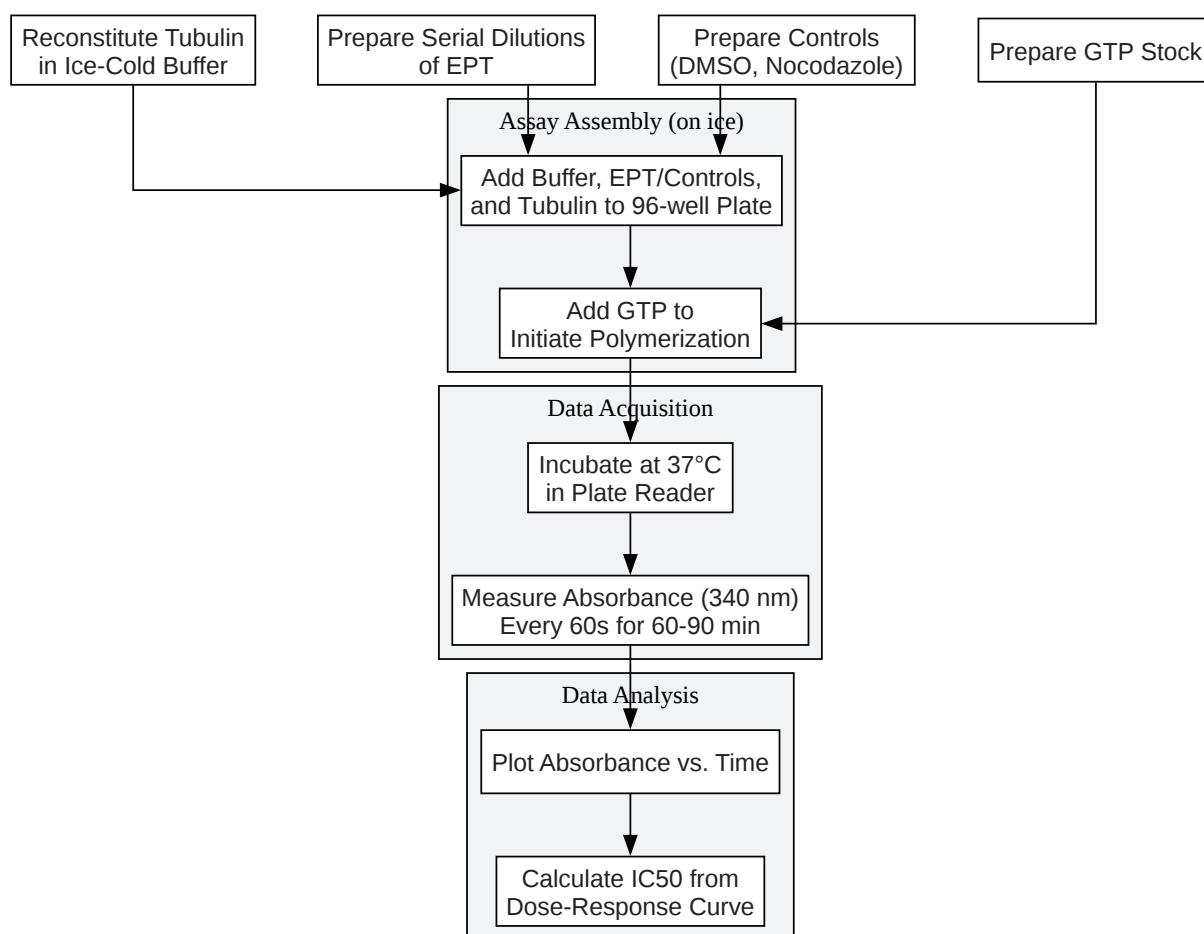 Reconstitute Tubulin
in Ice-Cold Buffer
Prepare Serial Dilutions
of EPT
Prepare Controls
(DMSO, Nocodazole)
Prepare GTP Stock
Assay Assembly (on ice)
Add Buffer, EPT/Controls,
and Tubulin to 96-well Plate
Add GTP to
Initiate Polymerization
Data Acquisition
Incubate at 37°C
in Plate Reader
Measure Absorbance (340 nm)
Every 60s for 60-90 min
Data Analysis
Plot Absorbance vs. Time
Calculate IC50 from
Dose-Response Curve